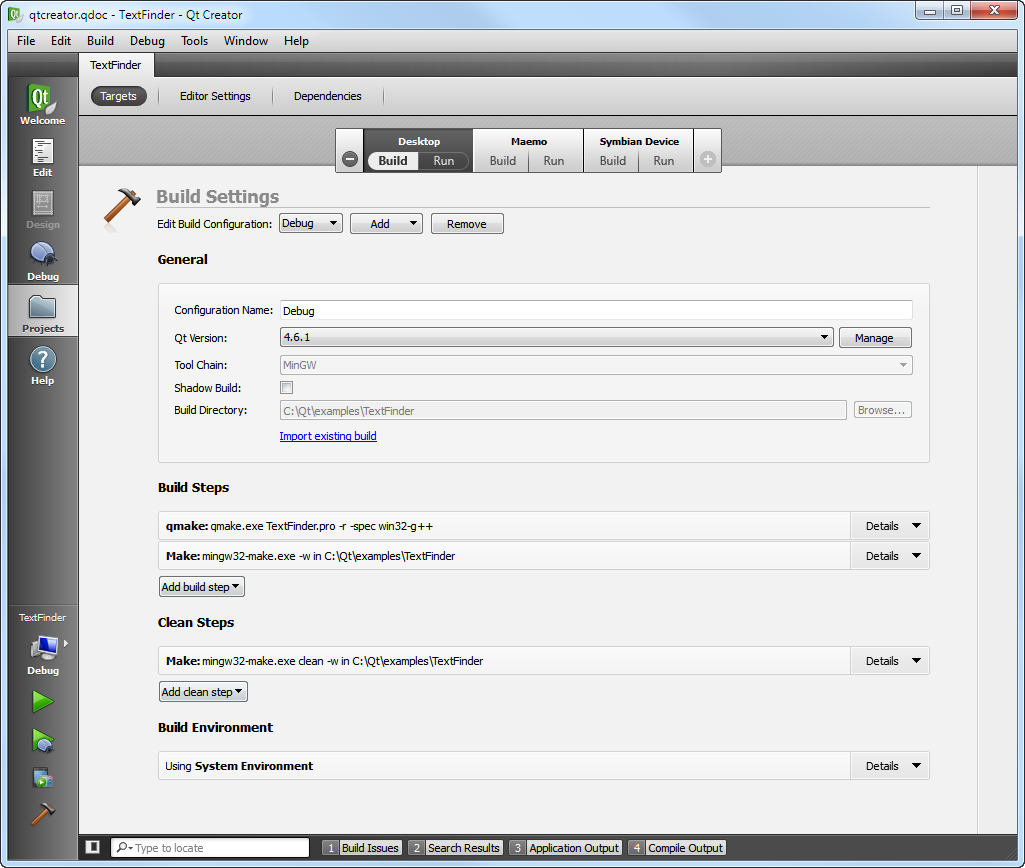 qtcreator.qdoc - TextFinder - Qt Creator
File Edit Build Debug Tools Window Help
TextFinder
Targets Editor Settings Dependencies
Qt
Welcome
Edit
Design
Debug
Projects
Help
Desktop Maemo Symbian Device
Build Run Build Run Build Run
Build Settings
Edit Build Configuration: Debug Add Remove
General
Configuration Name: Debug
Qt Version: 4.6.1 Manage
Tool Chain: MinGW
Shadow Build:
Build Directory: C:\Qt\examples\TextFinder Browse...
Import existing build
Build Steps
qmake: qmake.exe TextFinder.pro -r -spec win32-g++ Details
Make: mingw32-make.exe -w in C:\Qt\examples\TextFinder Details
Add build step
Clean Steps
Make: mingw32-make.exe clean -w in C:\Qt\examples\TextFinder Details
Add clean step
Build Environment
Using System Environment Details
TextFinder
Debug
Type to locate 1 Build Issues 2 Search Results 3 Application Output 4 Compile Output